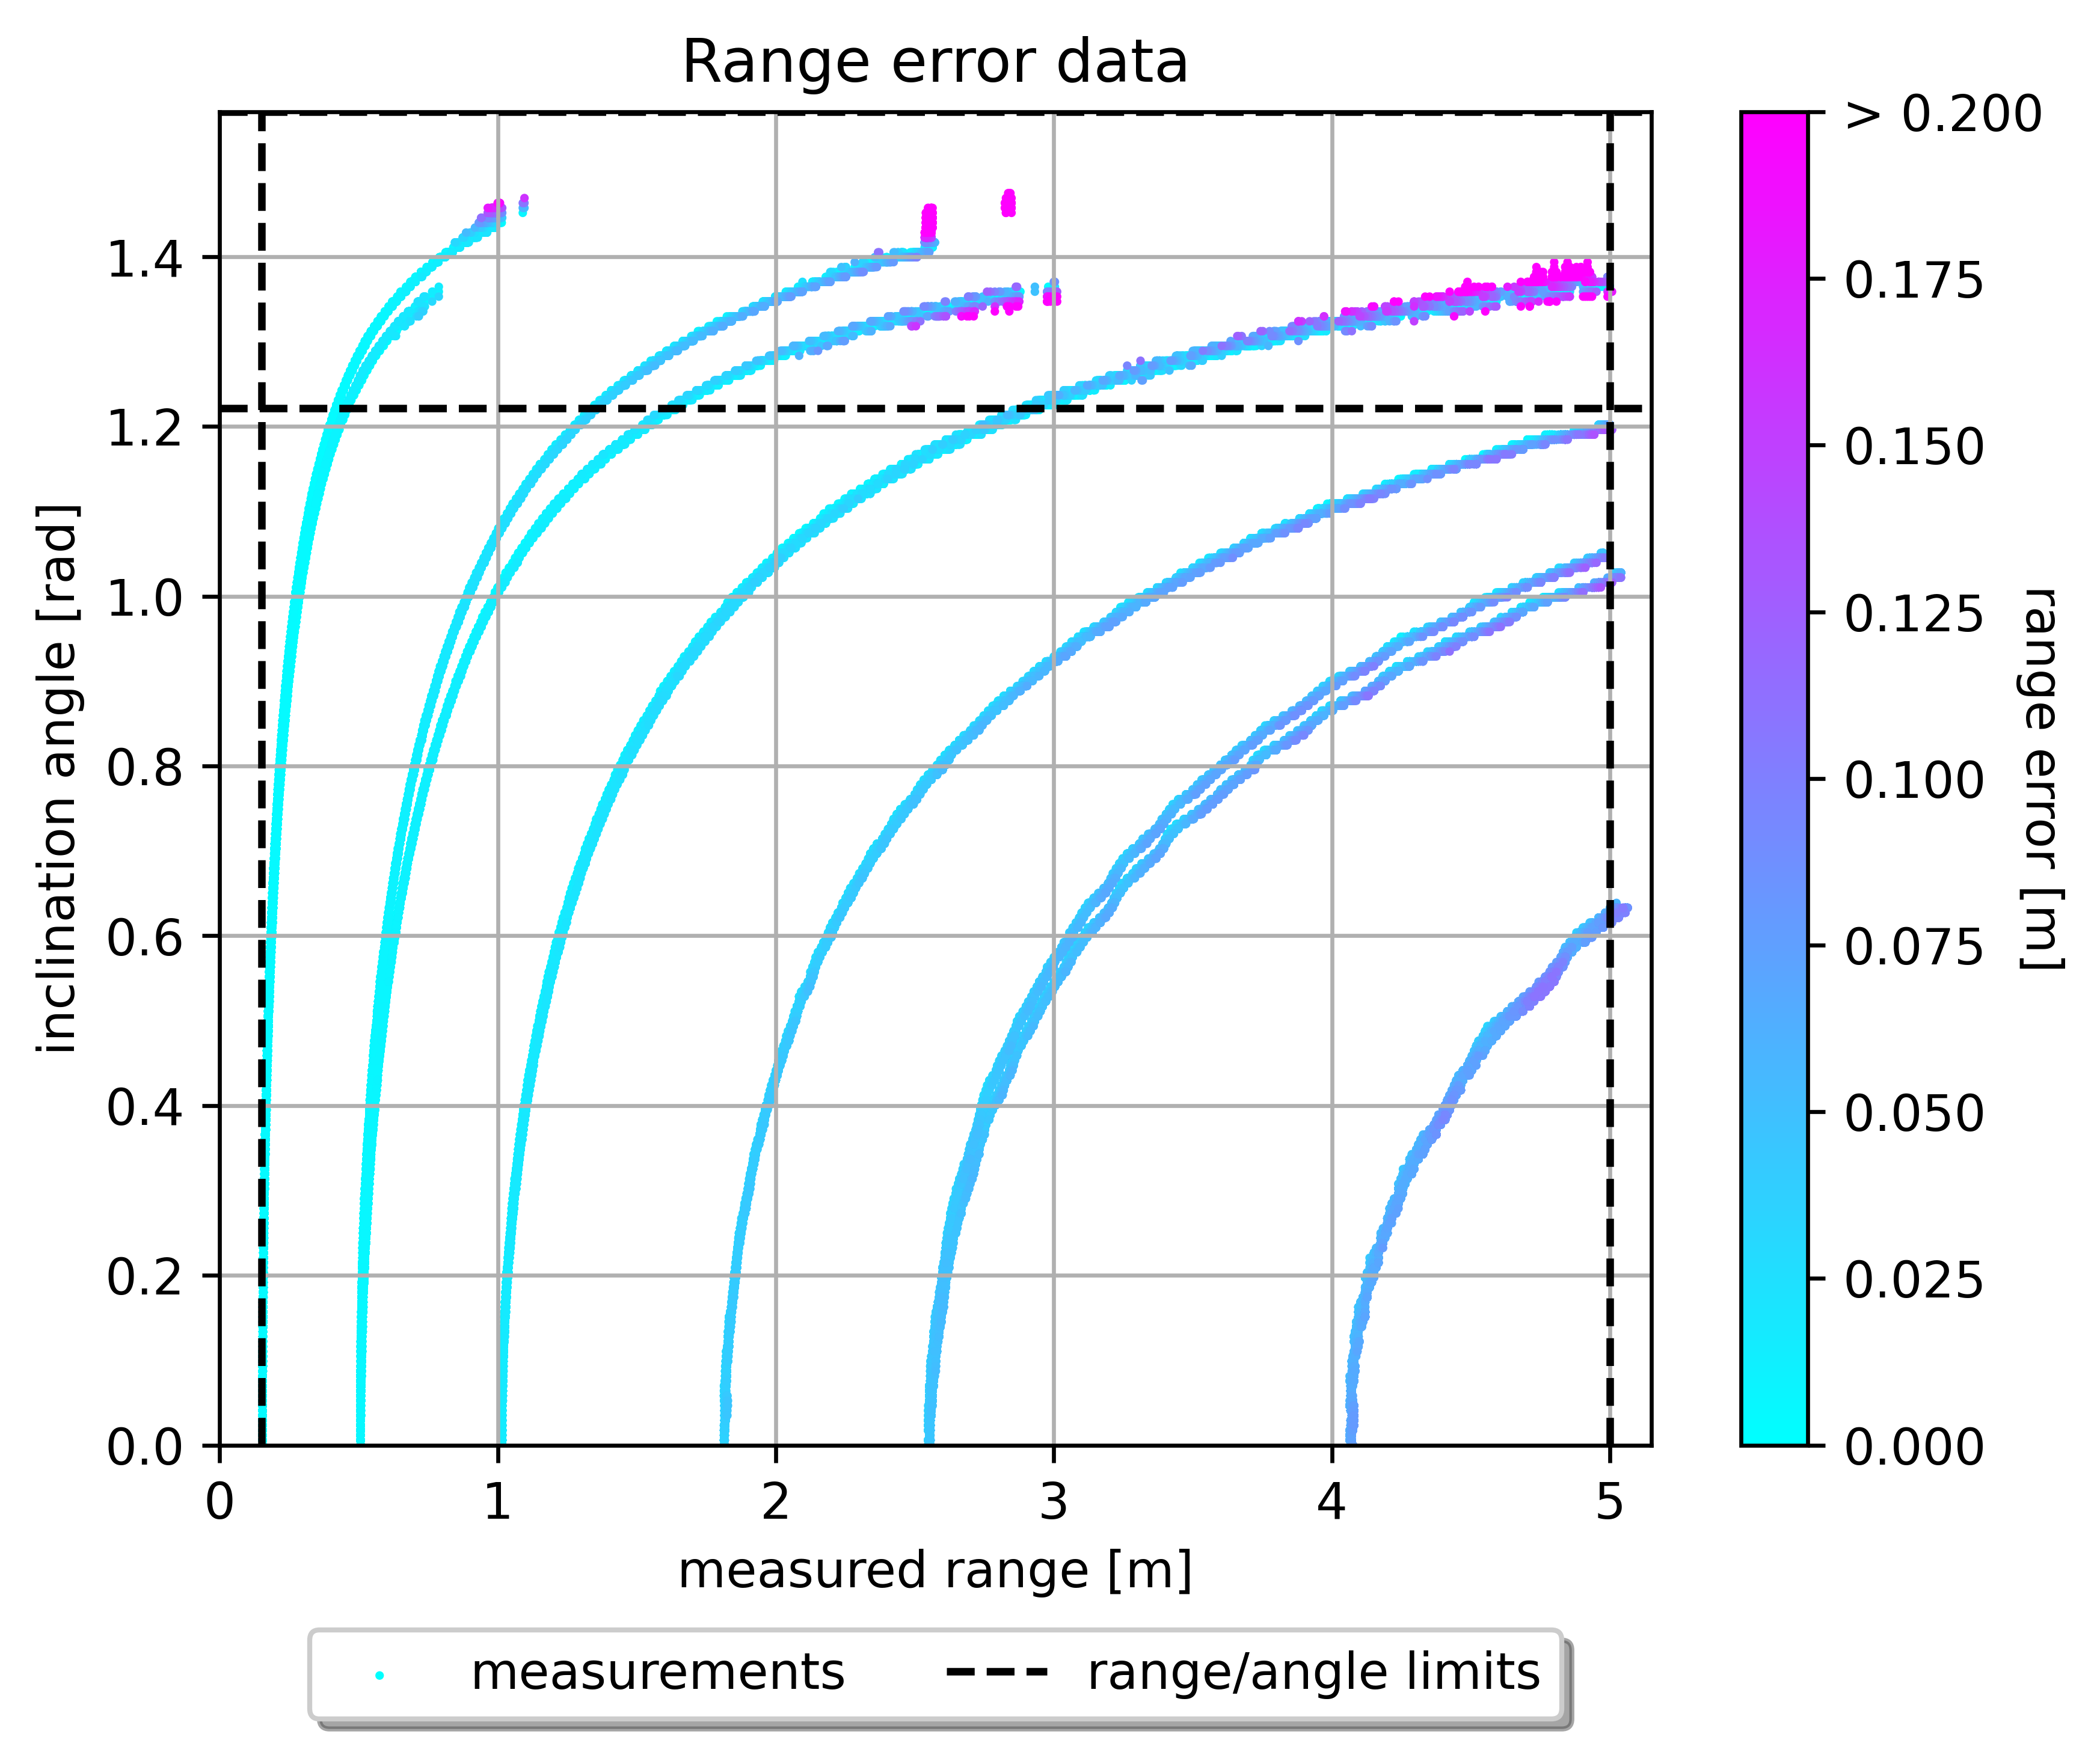 Range error data
inclination angle [rad]
1.4
1.2
1.0
0.8
0.6
0.4
0.2
0.0
0 1 2 3 4 5
measured range [m]
> 0.200
0.175
0.150
0.125
0.100
0.075
0.050
0.025
0.000
range error [m]
measurements range/angle limits